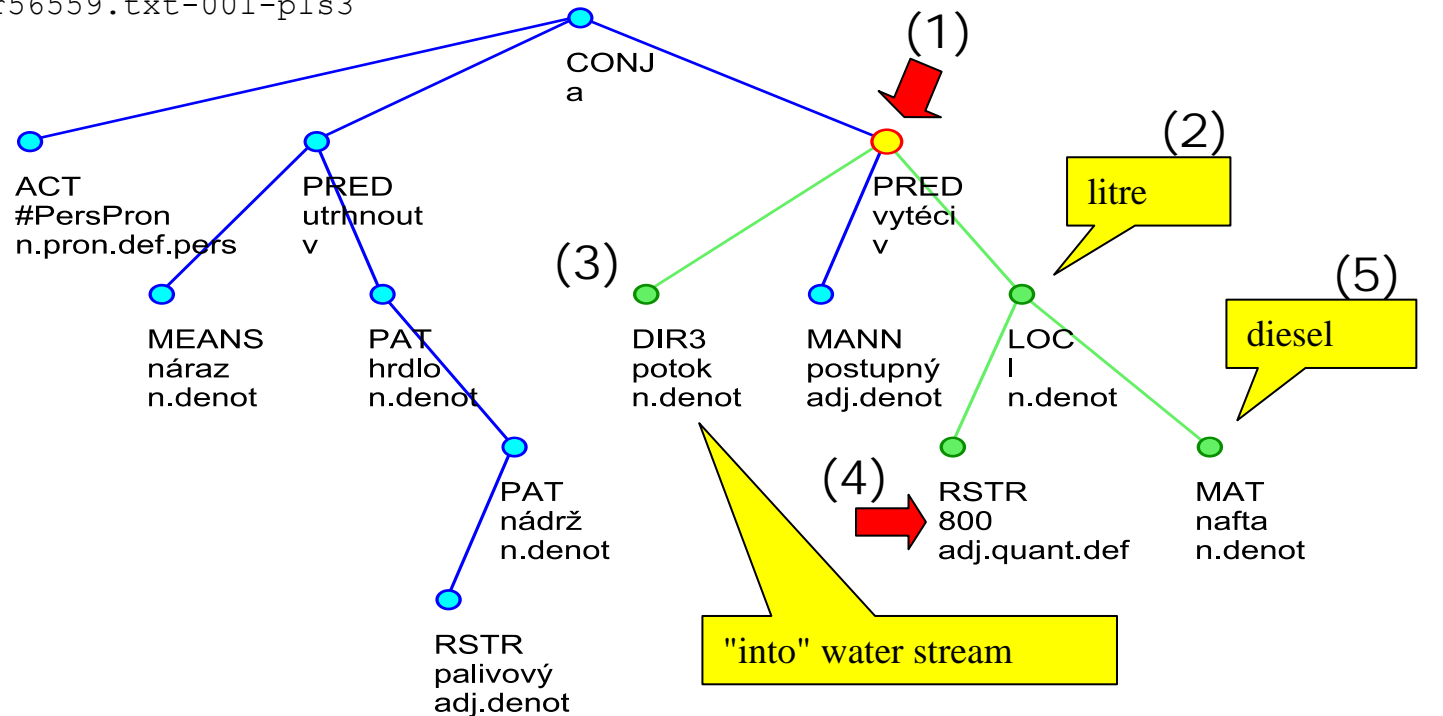 r56559.txt-001-p1s3
CONJ
a
(1)
ACT
#PersPron
n.pron.def.pers
PRED
utrhnout
v
PRED
vytéci
v
(2)
litre
MEANS
náraz
n.denot
PAT
hrdlo
n.denot
(3)
DIR3
potok
n.denot
MANN
postupný
adj.denot
LOC
l
n.denot
(5)
diesel
PAT
nádrž
n.denot
(4)
RSTR
800
adj.quant.def
MAT
nafta
n.denot
RSTR
palivový
adj.denot
"into" water stream